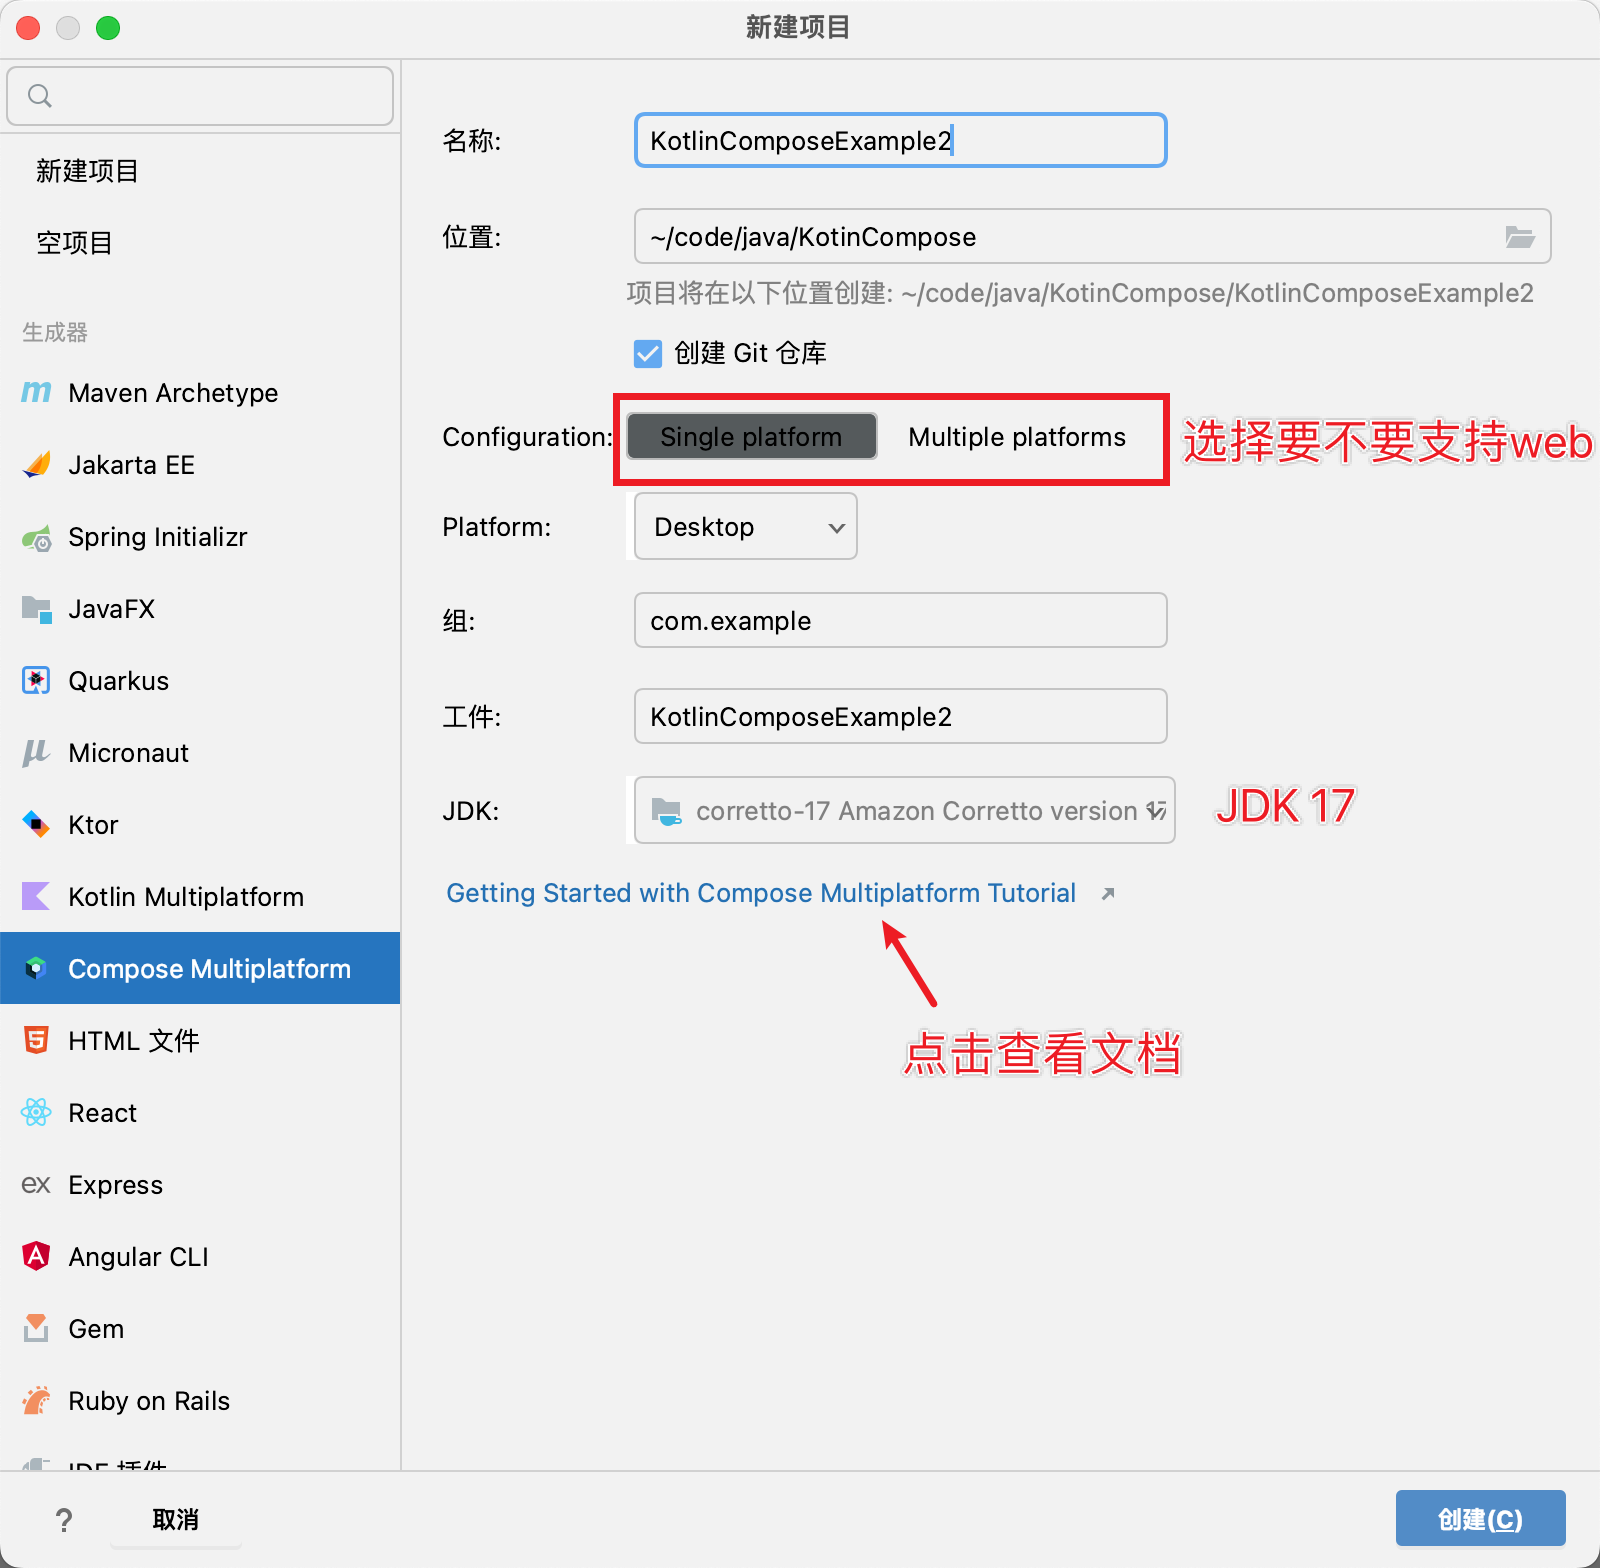 新建项目
新建项目
空项目
生成器
Maven Archetype
Jakarta EE
Spring Initializr
JavaFX
Quarkus
Micronaut
Ktor
Kotlin Multiplatform
Compose Multiplatform
HTML 文件
React
ex Express
Angular CLI
Gem
Ruby on Rails
IDE 插件
名称: KotlinComposeExample2
位置: ~/code/java/KotinCompose
项目将在以下位置创建: ~/code/java/KotinCompose/KotlinComposeExample2
创建 Git 仓库
Configuration: Single platform Multiple platforms 选择要不要支持web
Platform: Desktop
组: com.example
工件: KotlinComposeExample2
JDK: corretto-17 Amazon Corretto version 17 JDK 17
Getting Started with Compose Multiplatform Tutorial
点击查看文档
? 取消 创建(C)